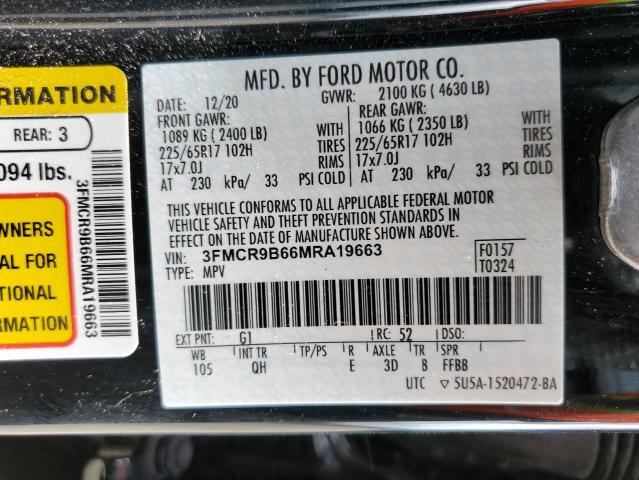 ORMATION
REAR: 3
094 lbs.
WNERS
AL FOR
TIONAL
ORMATION
3FMCR9B66MRA19663
MFD. BY FORD MOTOR CO.
DATE: 12/20 GVWR: 2100 KG ( 4630 LB)
FRONT GAWR: REAR GAWR:
1089 KG ( 2400 LB) WITH 1066 KG ( 2350 LB) WITH
225/65R17 102H TIRES 225/65R17 102H TIRES
17x7.0J RIMS 17x7.0J RIMS
AT 230 kPa/ 33 PSI COLD AT 230 kPa/ 33 PSI COLD
THIS VEHICLE CONFORMS TO ALL APPLICABLE FEDERAL MOTOR
VEHICLE SAFETY AND THEFT PREVENTION STANDARDS IN
EFFECT ON THE DATE OF MANUFACTURE SHOWN ABOVE.
VIN: 3FMCR9B66MRA19663 F0157
TYPE: MPV T0324
EXT PNT: G1 RC: 52 DSO:
WB INT TR TP/PS R AXLE TR SPR
105 QH E 3D 8 FFBB
UTC ▽ 5U5A-1520472-BA